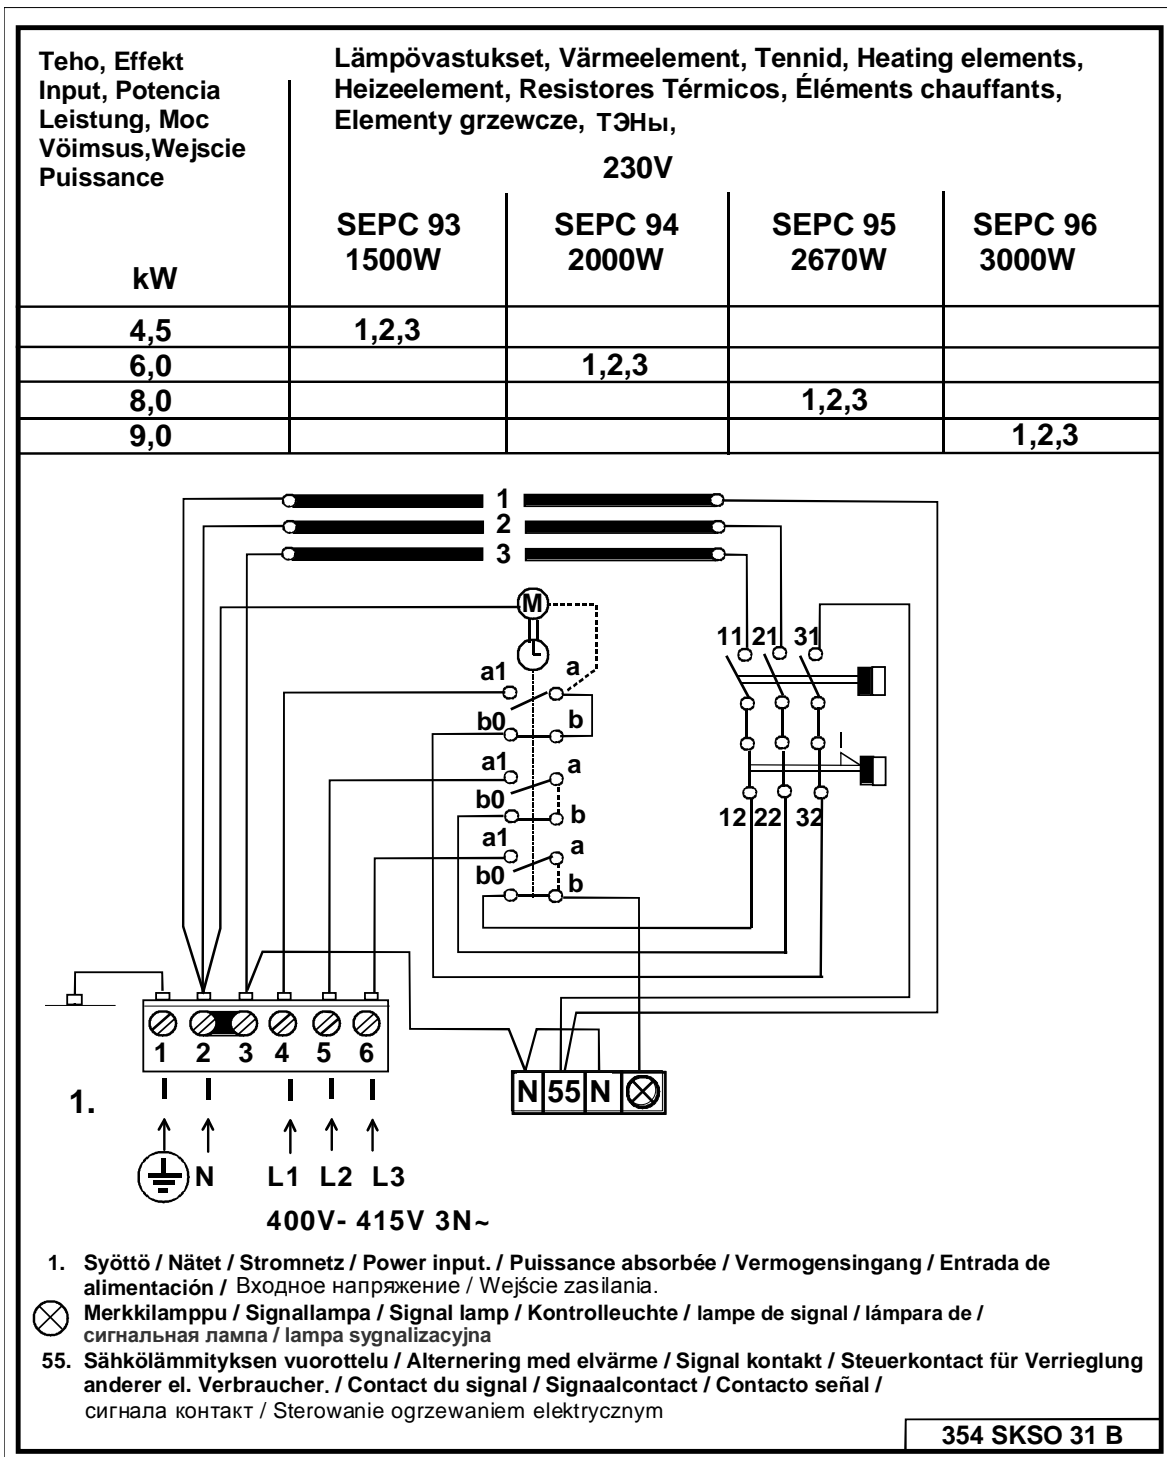 Teho, Effekt
Input, Potencia
Leistung, Moc
Vöimsus,Wejscie
Puissance
kW
Lämpövastukset, Värmeelement, Tennid, Heating elements,
Heizeelement, Resistores Térmicos, Éléments chauffants,
Elementy grzewcze, ТЭНы,
230V
SEPC 93 SEPC 94 SEPC 95 SEPC 96
1500W 2000W 2670W 3000W
4,5 1,2,3
6,0 1,2,3
8,0 1,2,3
9,0 1,2,3
1
2
3
M
11 21 31
a1 a
b0 b
a1 a
b0 b
a1 a
b0 b
I
12 22 32
1 2 3 4 5 6
N 55 N
1.
N L1 L2 L3
400V- 415V 3N~
1. Syöttö / Nätet / Stromnetz / Power input. / Puissance absorbée / Vermogensingang / Entrada de
alimentación / Входное напряжение / Wejście zasilania.
Merkkilamppu / Signallampa / Signal lamp / Kontrolleuchte / lampe de signal / lámpara de /
сигнальная лампа / lampa sygnalizacyjna
55. Sähkölämmityksen vuorottelu / Alternering med elvärme / Signal kontakt / Steuerkontact für Verrieglung
anderer el. Verbraucher. / Contact du signal / Signaalcontact / Contacto señal /
сигнала контакт / Sterowanie ogrzewaniem elektrycznym
354 SKSO 31 B